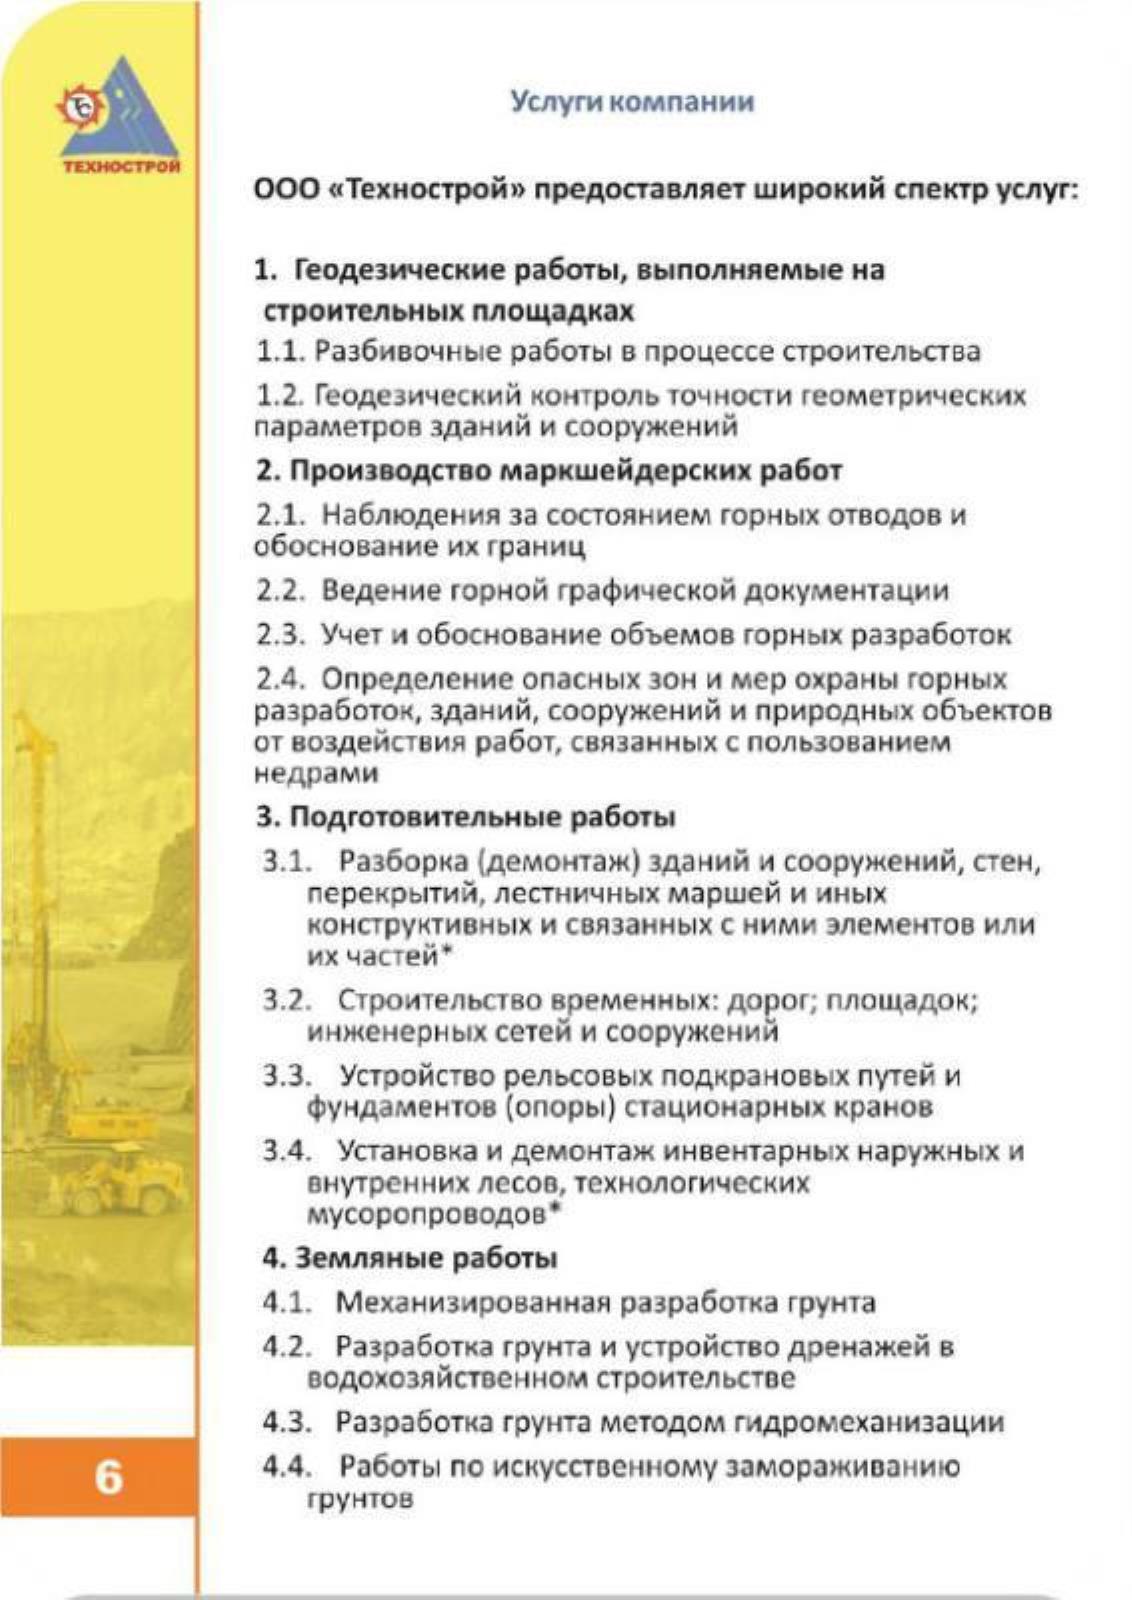 ТС
ТЕХНОСТРОЙ
Услуги компании
ООО «Технострой» предоставляет широкий спектр услуг:
1. Геодезические работы, выполняемые на
строительных площадках
1.1. Разбивочные работы в процессе строительства
1.2. Геодезический контроль точности геометрических
параметров зданий и сооружений
2. Производство маркшейдерских работ
2.1. Наблюдения за состоянием горных отводов и
обоснование их границ
2.2. Ведение горной графической документации
2.3. Учет и обоснование объемов горных разработок
2.4. Определение опасных зон и мер охраны горных
разработок, зданий, сооружений и природных объектов
от воздействия работ, связанных с пользованием
недрами
3. Подготовительные работы
3.1. Разборка (демонтаж) зданий и сооружений, стен,
перекрытий, лестничных маршей и иных
конструктивных и связанных с ними элементов или
их частей*
3.2. Строительство временных: дорог; площадок;
инженерных сетей и сооружений
3.3. Устройство рельсовых подкрановых путей и
фундаментов (опоры) стационарных кранов
3.4. Установка и демонтаж инвентарных наружных и
внутренних лесов, технологических
мусоропроводов*
4. Земляные работы
4.1. Механизированная разработка грунта
4.2. Разработка грунта и устройство дренажей в
водохозяйственном строительстве
4.3. Разработка грунта методом гидромеханизации
4.4. Работы по искусственному замораживанию
грунтов
6